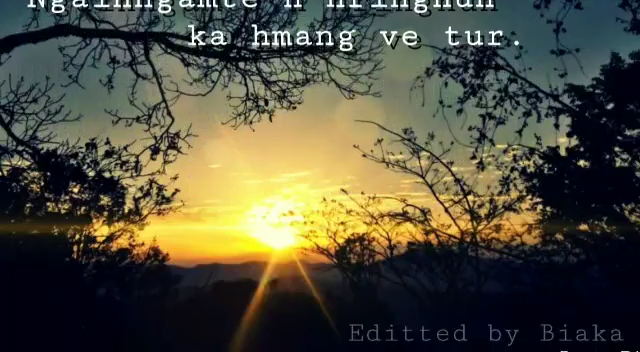 Ngaihngamte n hringnun
ka hmang ve tur.
Editted by Biaka